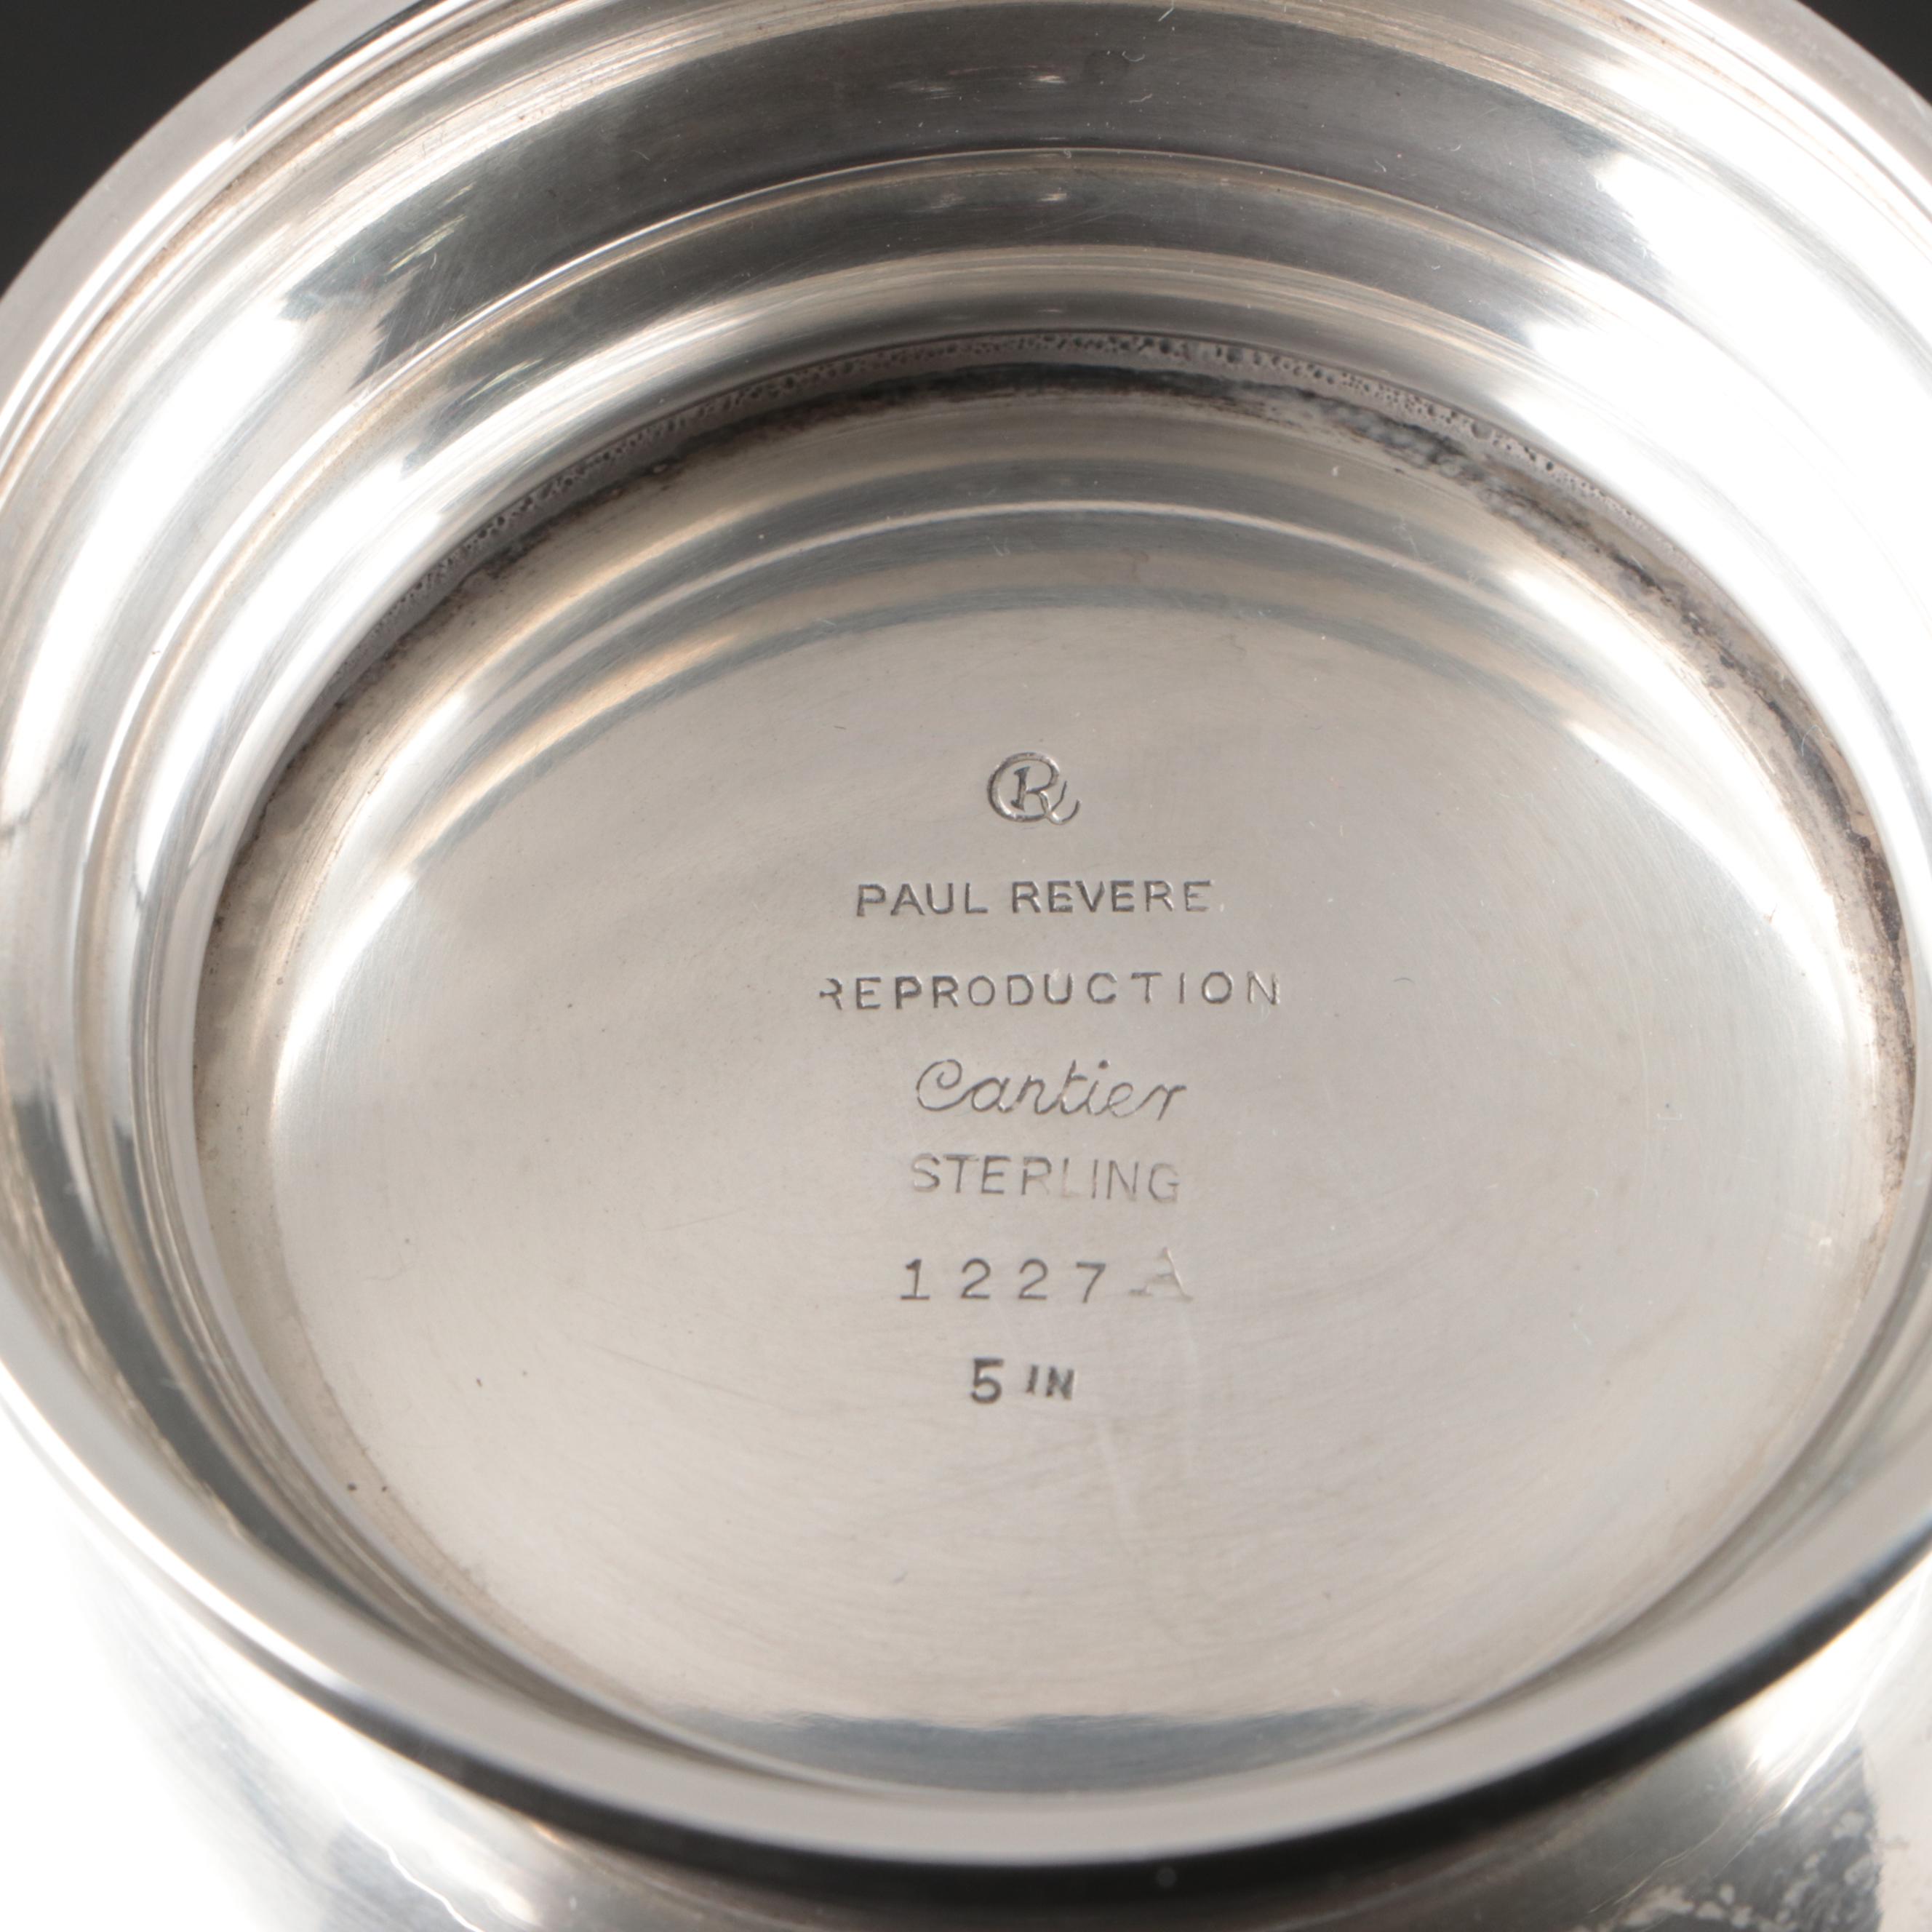 PAUL REVERE
REPRODUCTION
Cartier
STERLING
1227A
5 IN